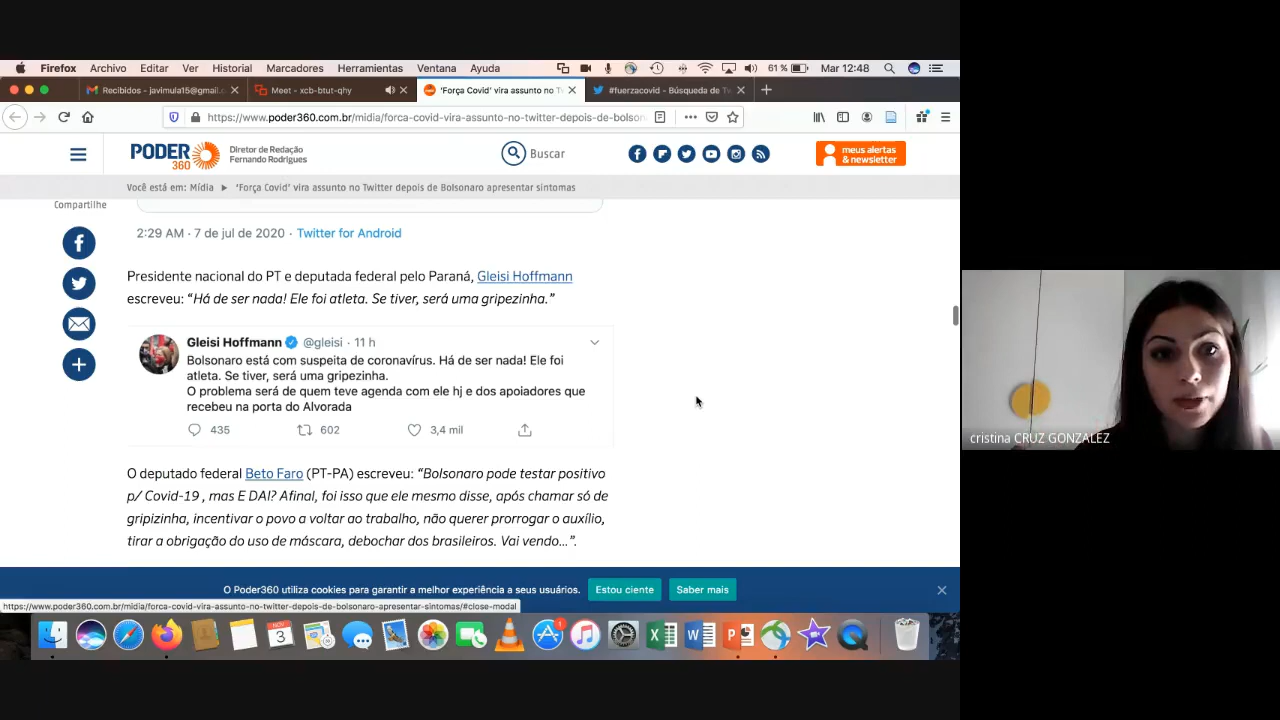 Firefox Archivo Editar Ver Historial Marcadores Herramientas Ventana Ayuda 61 % Mar 12:48
Recibidos - javimula15@gmail.c
Meet - xcb-btut-qhy
'Força Covid' vira assunto no T
#fuerzacovid - Búsqueda de Tw
https://www.poder360.com.br/midia/forca-covid-vira-assunto-no-twitter-depois-de-bolson
PODER 360
Diretor de Redação
Fernando Rodrigues
Buscar
meus alertas
& newsletter
Você está em: Mídia ▶ 'Força Covid' vira assunto no Twitter depois de Bolsonaro apresentar sintomas
Compartilhe
2:29 AM · 7 de jul de 2020 · Twitter for Android
Presidente nacional do PT e deputada federal pelo Paraná, Gleisi Hoffmann
escreveu: “Há de ser nada! Ele foi atleta. Se tiver, será uma gripezinha.”
Gleisi Hoffmann @gleisi · 11 h
Bolsonaro está com suspeita de coronavírus. Há de ser nada! Ele foi
atleta. Se tiver, será uma gripezinha.
O problema será de quem teve agenda com ele hj e dos apoiadores que
recebeu na porta do Alvorada
435 602 3,4 mil
O deputado federal Beto Faro (PT-PA) escreveu: “Bolsonaro pode testar positivo
p/ Covid-19 , mas E DAI? Afinal, foi isso que ele mesmo disse, após chamar só de
gripizinha, incentivar o povo a voltar ao trabalho, não querer prorrogar o auxílio,
tirar a obrigação do uso de máscara, debochar dos brasileiros. Vai vendo...”.
O Poder360 utiliza cookies para garantir a melhor experiência a seus usuários. Estou ciente Saber mais
https://www.poder360.com.br/midia/forca-covid-vira-assunto-no-twitter-depois-de-bolsonaro-apresentar-sintomas/#close-modal
NOV
3
1
cristina CRUZ GONZALEZ